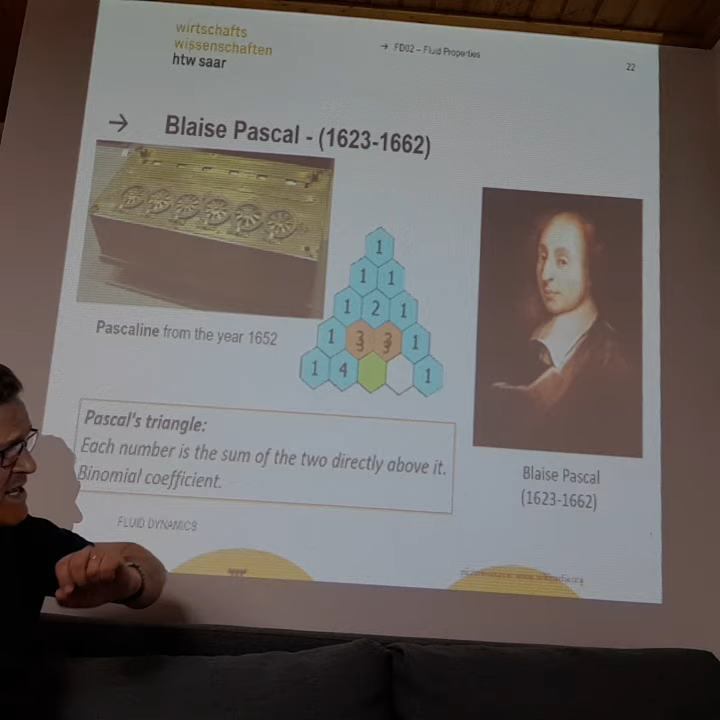 wirtschafts
wissenschaften
htw saar
→ FD02 – Fluid Properties
22
→ Blaise Pascal - (1623-1662)
1
1 1
1 2 1
1 3 3 1
1 4 1
Pascaline from the year 1652
Pascal's triangle:
Each number is the sum of the two directly above it.
Binomial coefficient.
Blaise Pascal
(1623-1662)
FLUID DYNAMICS